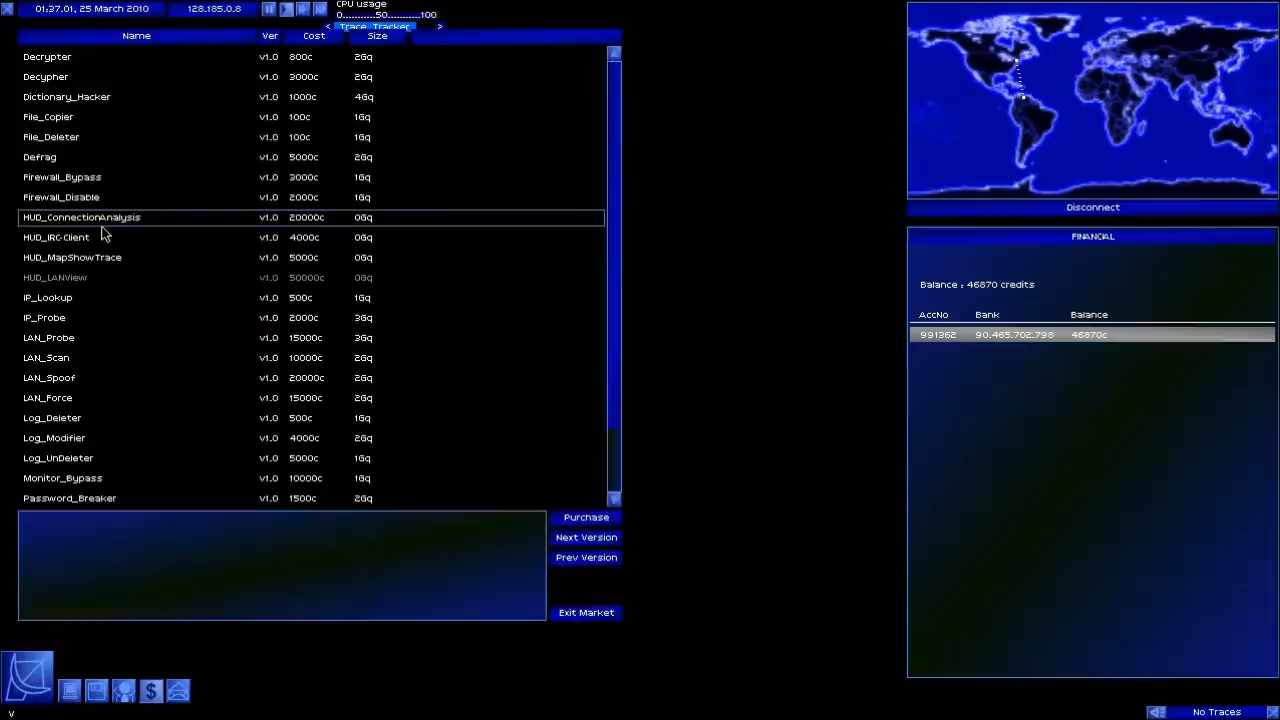 01:37.01, 25 March 2010
128.185.0.8
CPU usage
0..........50..........100
< Trace_Tracker >
Name Ver Cost Size
Decrypter v1.0 800c 2Gq
Decypher v1.0 3000c 2Gq
Dictionary_Hacker v1.0 1000c 4Gq
File_Copier v1.0 100c 1Gq
File_Deleter v1.0 100c 1Gq
Defrag v1.0 5000c 2Gq
Firewall_Bypass v1.0 3000c 1Gq
Firewall_Disable v1.0 2000c 1Gq
HUD_ConnectionAnalysis v1.0 20000c 0Gq
HUD_IRC-Client v1.0 4000c 0Gq
HUD_MapShowTrace v1.0 5000c 0Gq
HUD_LANView v1.0 50000c 0Gq
IP_Lookup v1.0 500c 1Gq
IP_Probe v1.0 2000c 3Gq
LAN_Probe v1.0 15000c 3Gq
LAN_Scan v1.0 10000c 2Gq
LAN_Spoof v1.0 20000c 2Gq
LAN_Force v1.0 15000c 2Gq
Log_Deleter v1.0 500c 1Gq
Log_Modifier v1.0 4000c 2Gq
Log_UnDeleter v1.0 5000c 1Gq
Monitor_Bypass v1.0 10000c 1Gq
Password_Breaker v1.0 1500c 2Gq
Purchase
Next Version
Prev Version
Exit Market
Disconnect
FINANCIAL
Balance : 46870 credits
AccNo Bank Balance
991362 90.465.702.798 46870c
$
V
No Traces